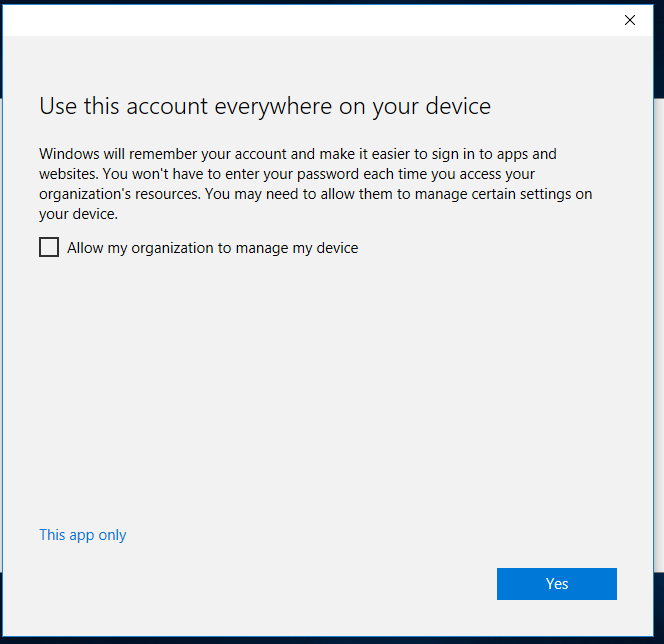 Use this account everywhere on your device
Windows will remember your account and make it easier to sign in to apps and
websites. You won't have to enter your password each time you access your
organization's resources. You may need to allow them to manage certain settings on
your device.
Allow my organization to manage my device
This app only
Yes